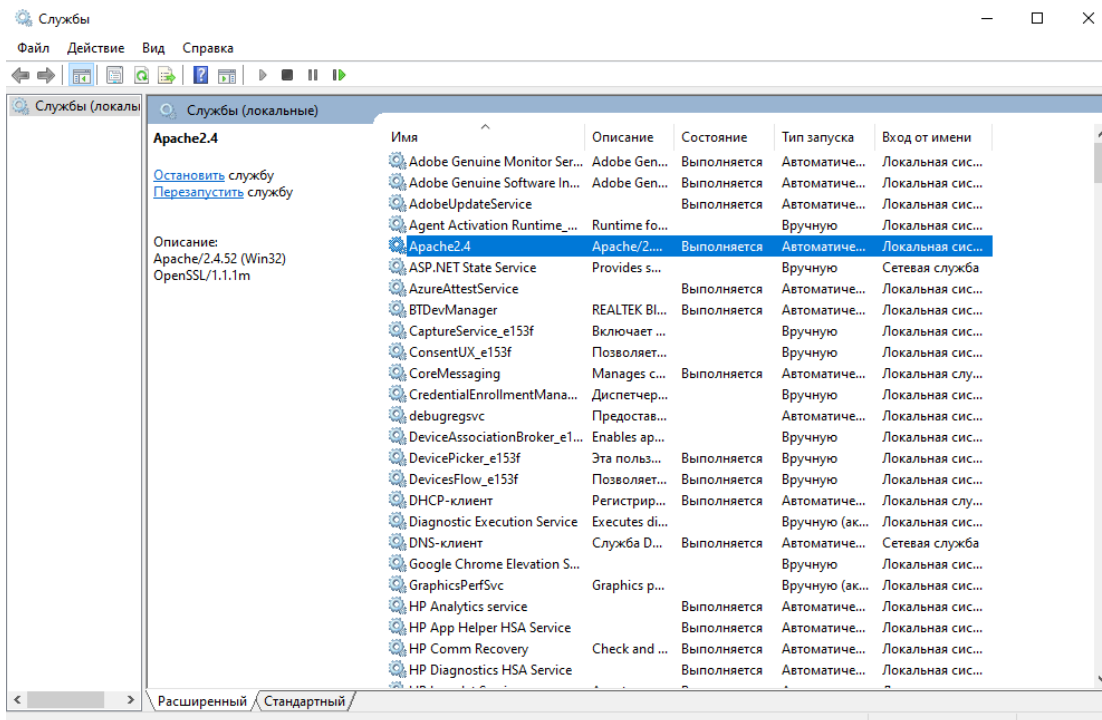 Службы
Файл Действие Вид Справка
Службы (локалы
Службы (локальные)
Apache2.4
Остановить службу
Перезапустить службу
Описание:
Apache/2.4.52 (Win32)
OpenSSL/1.1.1m
Имя Описание Состояние Тип запуска Вход от имени
Adobe Genuine Monitor Ser... Adobe Gen... Выполняется Автоматиче... Локальная сис...
Adobe Genuine Software In... Adobe Gen... Выполняется Автоматиче... Локальная сис...
AdobeUpdateService Выполняется Автоматиче... Локальная сис...
Agent Activation Runtime_... Runtime fo... Вручную Локальная сис...
Apache2.4 Apache/2.... Выполняется Автоматиче... Локальная сис...
ASP.NET State Service Provides s... Вручную Сетевая служба
AzureAttestService Выполняется Автоматиче... Локальная сис...
BTDevManager REALTEK Bl... Выполняется Автоматиче... Локальная сис...
CaptureService_e153f Включает ... Вручную Локальная сис...
ConsentUX_e153f Позволяет... Вручную Локальная сис...
CoreMessaging Manages c... Выполняется Автоматиче... Локальная слу...
CredentialEnrollmentMana... Диспетчер... Вручную Локальная сис...
debugregsvc Предостав... Автоматиче... Локальная сис...
DeviceAssociationBroker_e1... Enables ap... Вручную Локальная сис...
DevicePicker_e153f Эта польз... Выполняется Вручную Локальная сис...
DevicesFlow_e153f Позволяет... Выполняется Вручную Локальная сис...
DHCP-клиент Регистрир... Выполняется Автоматиче... Локальная слу...
Diagnostic Execution Service Executes di... Вручную (ак... Локальная сис...
DNS-клиент Служба D... Выполняется Автоматиче... Сетевая служба
Google Chrome Elevation S... Вручную Локальная сис...
GraphicsPerfSvc Graphics p... Вручную (ак... Локальная сис...
HP Analytics service Выполняется Автоматиче... Локальная сис...
HP App Helper HSA Service Выполняется Автоматиче... Локальная сис...
HP Comm Recovery Check and ... Выполняется Автоматиче... Локальная сис...
HP Diagnostics HSA Service Выполняется Автоматиче... Локальная сис...
Расширенный Стандартный